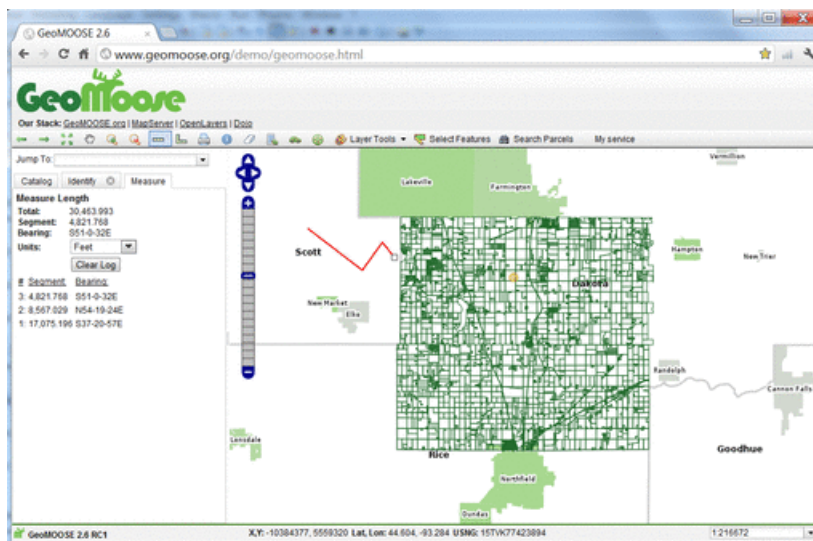 GeoMOOSE 2.6
www.geomoose.org/demo/geomoose.html
GeoMoose
Our Stack: GeoMOOSE.org | MapServer | OpenLayers | Dojo
Layer Tools Select Features Search Parcels My service
Jump To:
Catalog Identify Measure
Measure Length
Total: 30,463.993
Segment: 4,821.768
Bearing: S51-0-32E
Units: Feet
Clear Log
# Segment Bearing:
3: 4,821.768 S51-0-32E
2: 8,567.029 N54-19-24E
1: 17,075.196 S37-20-57E
Vermillion
Lakeville
Farmington
Scott
Hampton
New Trier
Dakota
New Market
Elko
Randolph
Cannon Falls
Lonsdale
Rice
Goodhue
Northfield
Dundas
GeoMOOSE 2.6 RC1
X,Y: -10384377, 5559320 Lat, Lon: 44.604, -93.284 USNG: 15TVK77423894
1:216672